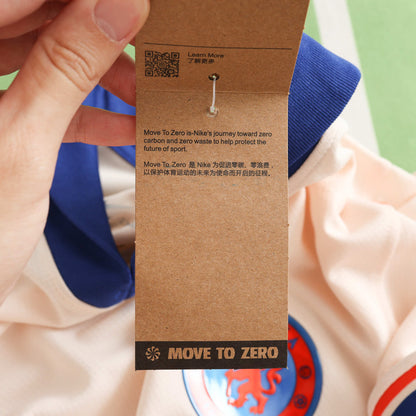 Learn More
了解更多
Move To Zero is Nike's journey toward zero
carbon and zero waste to help protect the
future of sport.
Move To Zero 是 Nike 为促进零碳、零浪费，
以保护体育运动的未来为使命而开启的征程。
MOVE TO ZERO